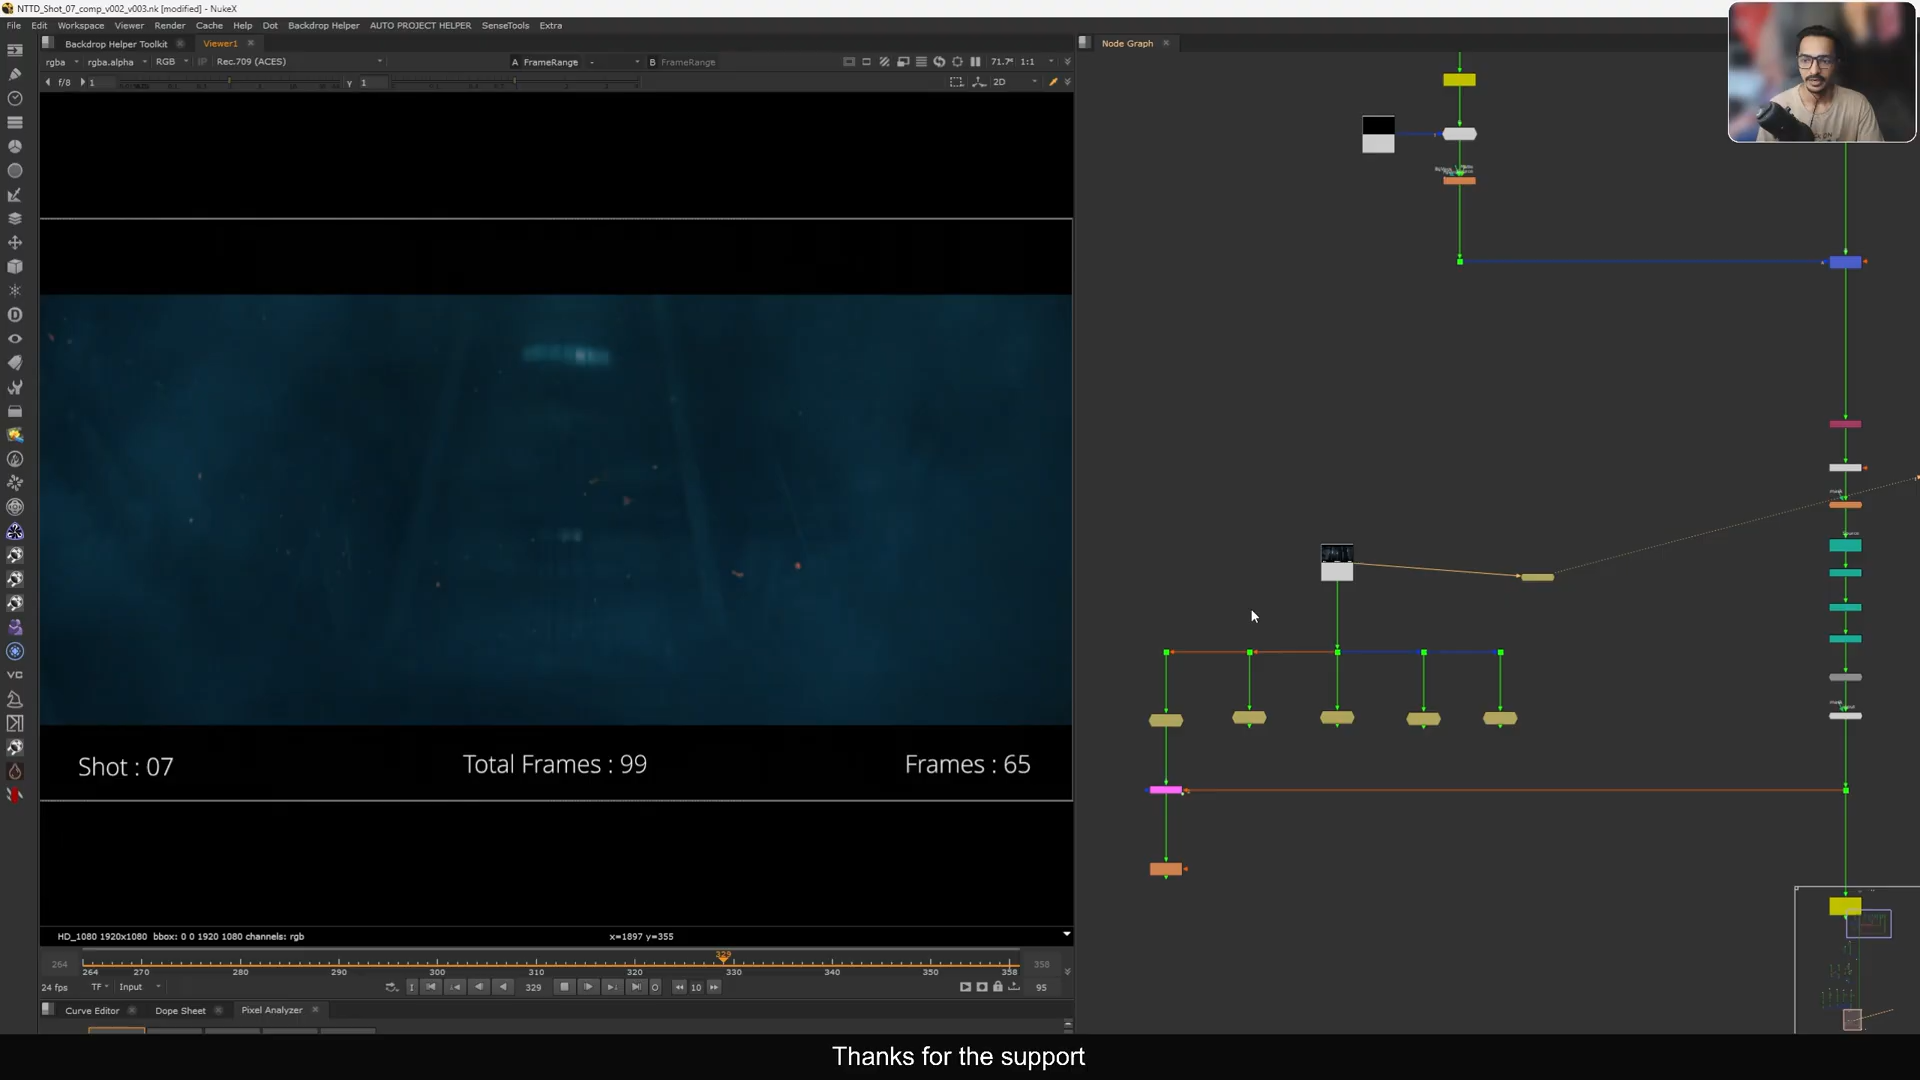 NTTD_Shot_07_comp_v002_v003.nk [modified] - NukeX
File Edit Workspace Viewer Render Cache Help Dot Backdrop Helper AUTO PROJECT HELPER SenseTools Extra
Backdrop Helper Toolkit Viewer1
Node Graph
rgba rgba.alpha RGB IP Rec.709 (ACES) A FrameRange - B FrameRange 1:1
f/8 1 Y 1 2D
Shot : 07
Total Frames : 99
Frames : 65
HD_1080 1920x1080 bbox: 0 0 1920 1080 channels: rgb
x=1897 y=355
264 329 358
264 270 280 290 300 310 320 330 340 350 358
24 fps TF Input 329 10 95
Curve Editor Dope Sheet Pixel Analyzer
VC
Thanks for the support